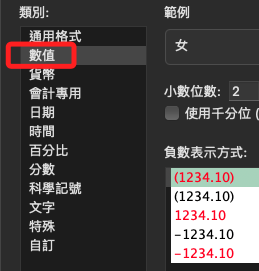 類別:
通用格式
數值
貨幣
會計專用
日期
時間
百分比
分數
科學記號
文字
特殊
自訂
範例
女
小數位數: 2
使用千分位 (
負數表示方式:
(1234.10)
(1234.10)
1234.10
-1234.10
-1234.10